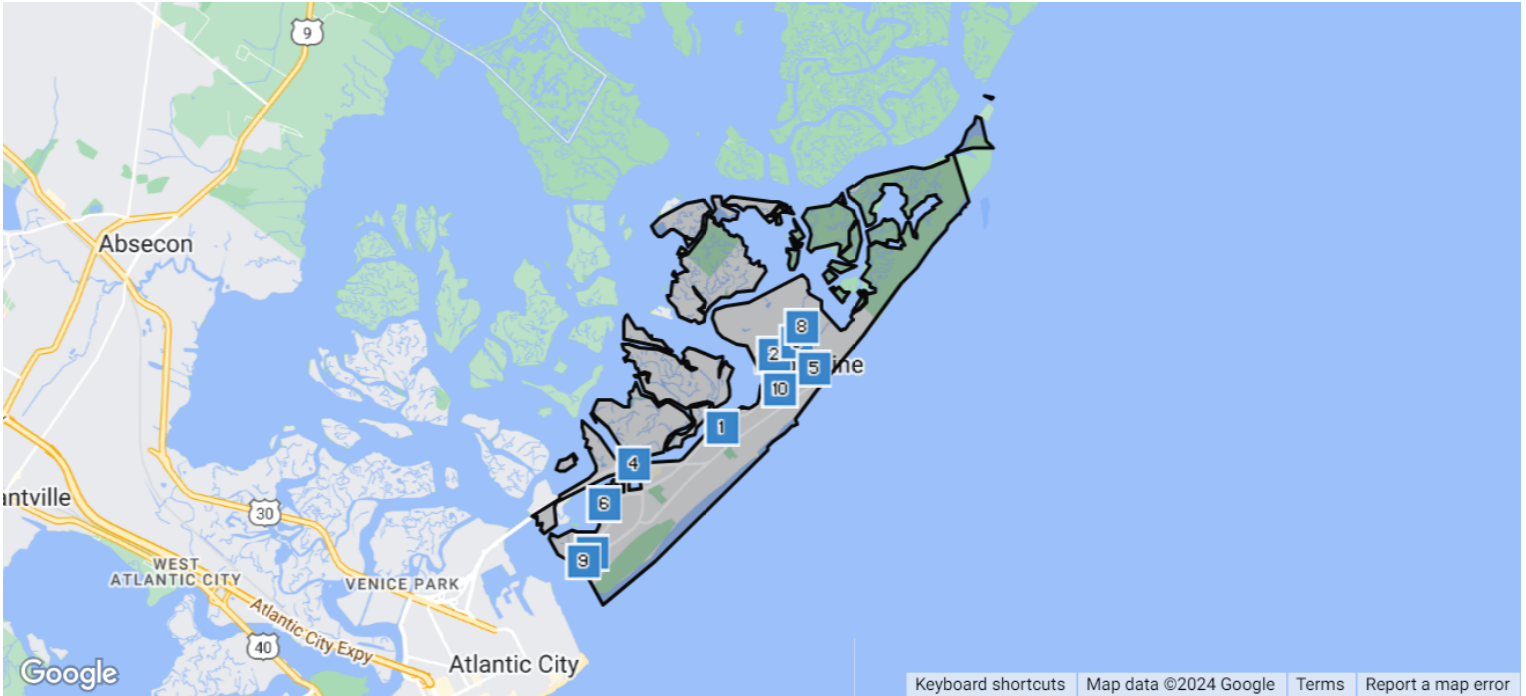 9
Absecon
8
2
5
ine
10
1
4
antville
6
30
WEST
ATLANTIC CITY
VENICE PARK
9
Atlantic City Expy
40
Atlantic City
Google
Keyboard shortcuts
Map data ©2024 Google
Terms
Report a map error